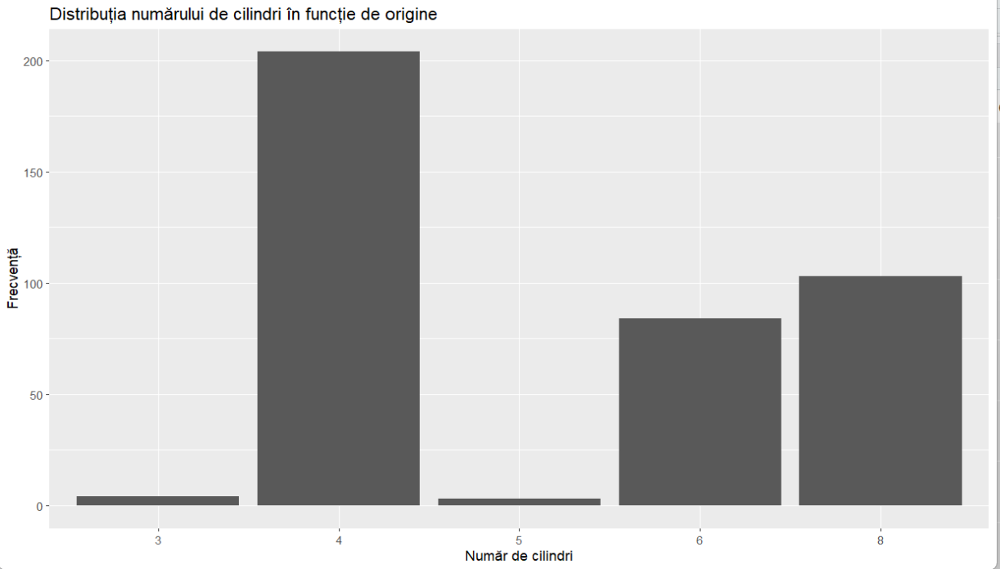 Distribuția numărului de cilindri în funcție de origine
Frecvență
200
150
100
50
0
3 4 5 6 8
Număr de cilindri